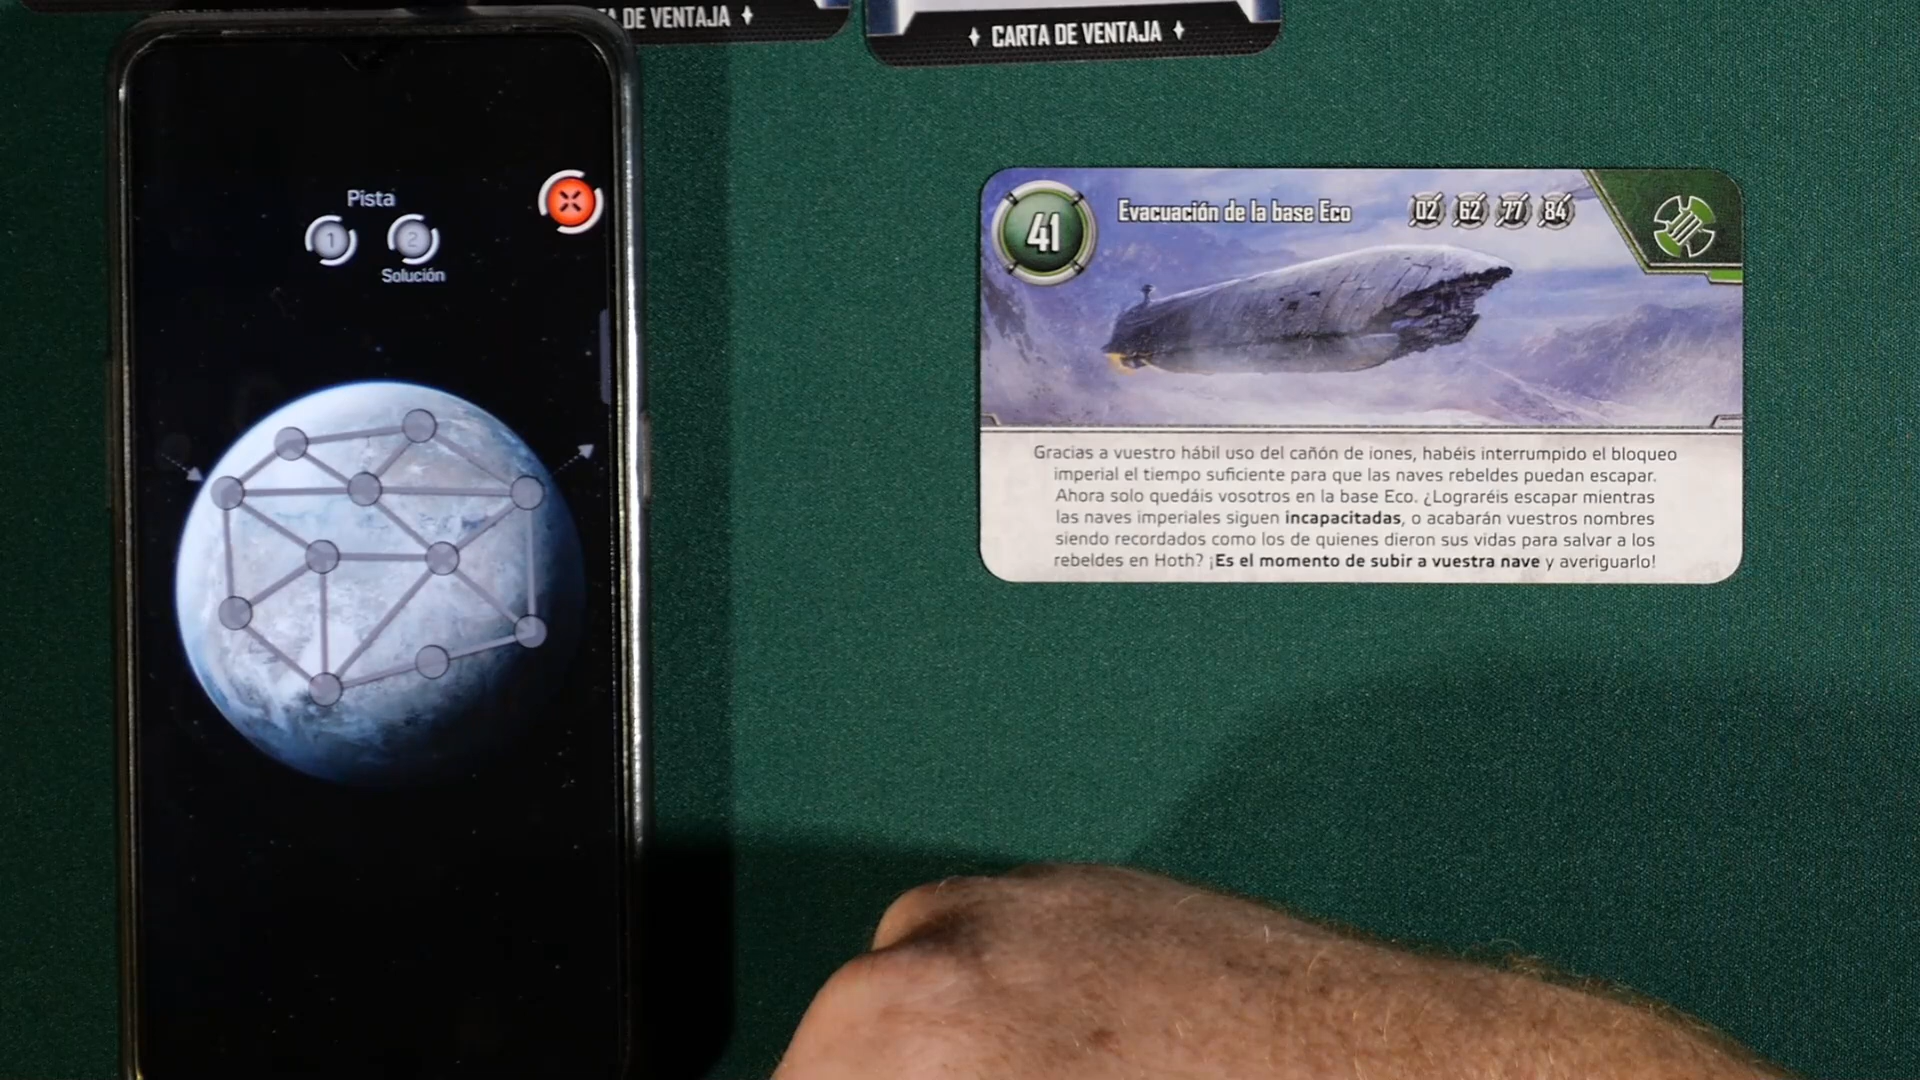 DE VENTAJA
CARTA DE VENTAJA
Pista
1 2
Solución
41
Evacuación de la base Eco
02 62 77 84
Gracias a vuestro hábil uso del cañón de iones, habéis interrumpido el bloqueo
imperial el tiempo suficiente para que las naves rebeldes puedan escapar.
Ahora solo quedáis vosotros en la base Eco. ¿Lograréis escapar mientras
las naves imperiales siguen incapacitadas, o acabarán vuestros nombres
siendo recordados como los de quienes dieron sus vidas para salvar a los
rebeldes en Hoth? ¡Es el momento de subir a vuestra nave y averiguarlo!